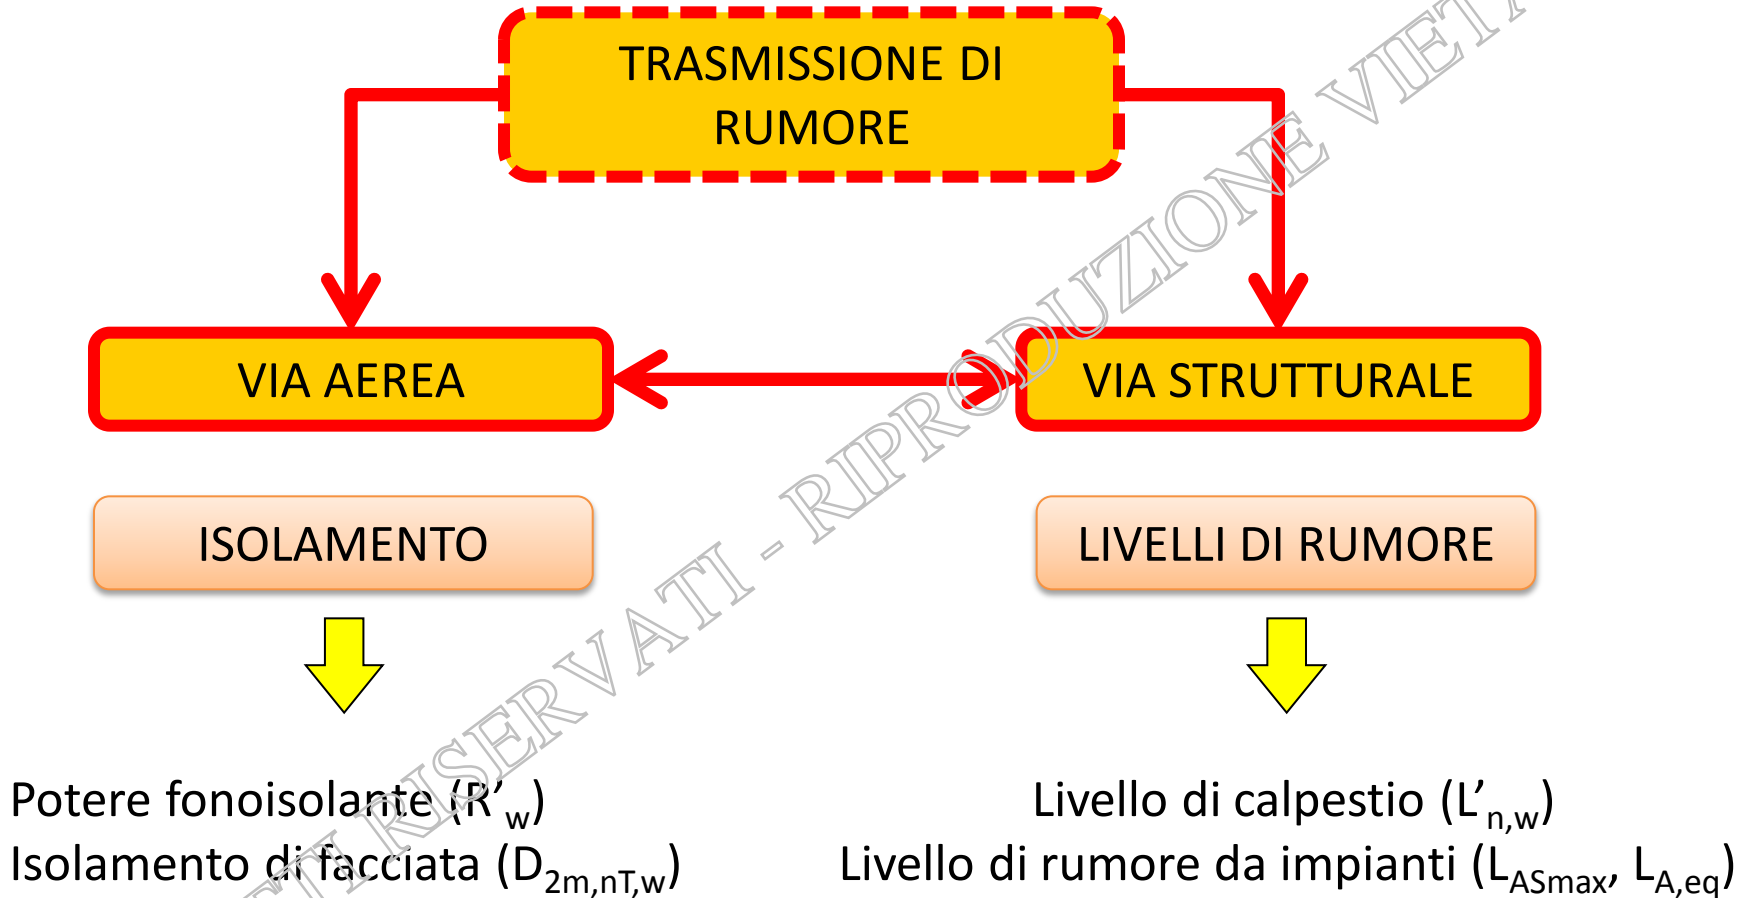 TRASMISSIONE DI
RUMORE
VIA AEREA
VIA STRUTTURALE
ISOLAMENTO
LIVELLI DI RUMORE
Potere fonoisolante (R’w)
Isolamento di facciata (D2m,nT,w)
Livello di calpestio (L’n,w)
Livello di rumore da impianti (LASmax, LA,eq)
RISERVATI - RIPRODUZIONE